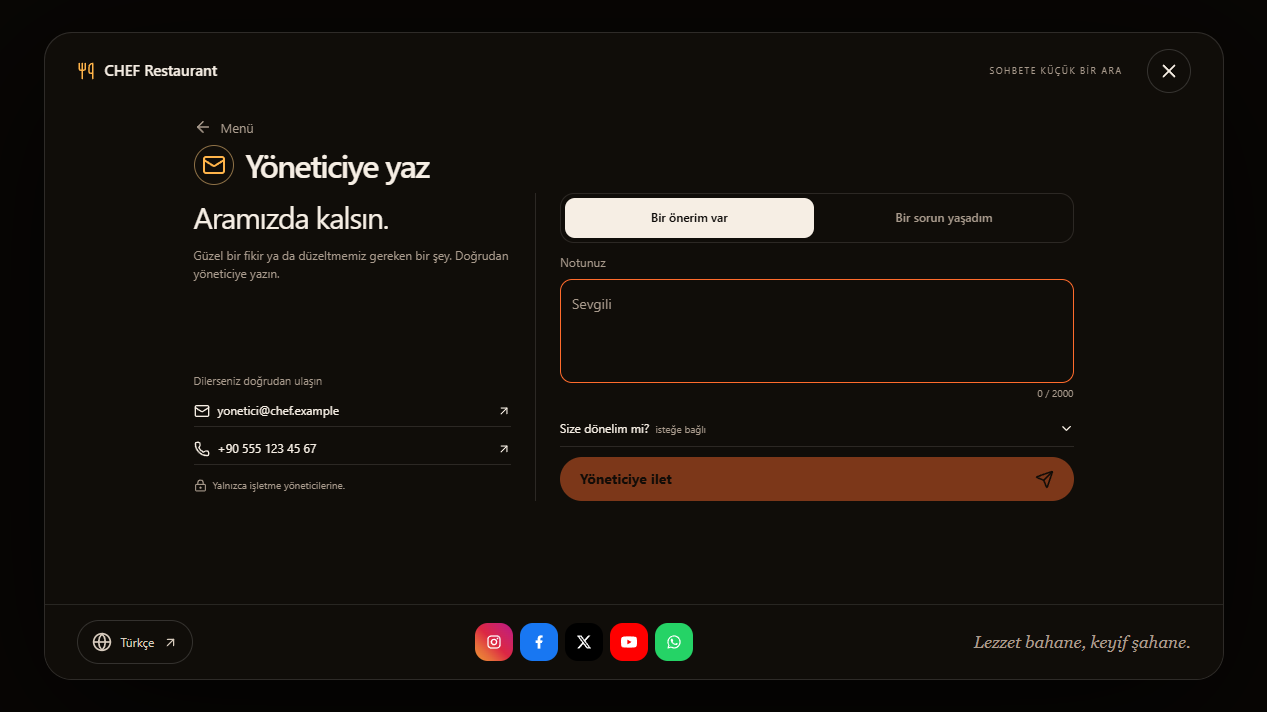 CHEF Restaurant
SOHBETE KÜÇÜK BİR ARA
Menü
Yöneticiye yaz
Aramızda kalsın.
Güzel bir fikir ya da düzeltmemiz gereken bir şey. Doğrudan
yöneticiye yazın.
Dilerseniz doğrudan ulaşın
yonetici@chef.example
+90 555 123 45 67
Yalnızca işletme yöneticilerine.
Bir önerim var
Bir sorun yaşadım
Notunuz
Sevgili
0 / 2000
Size dönelim mi? isteğe bağlı
Yöneticiye ilet
Türkçe
Lezzet bahane, keyif şahane.